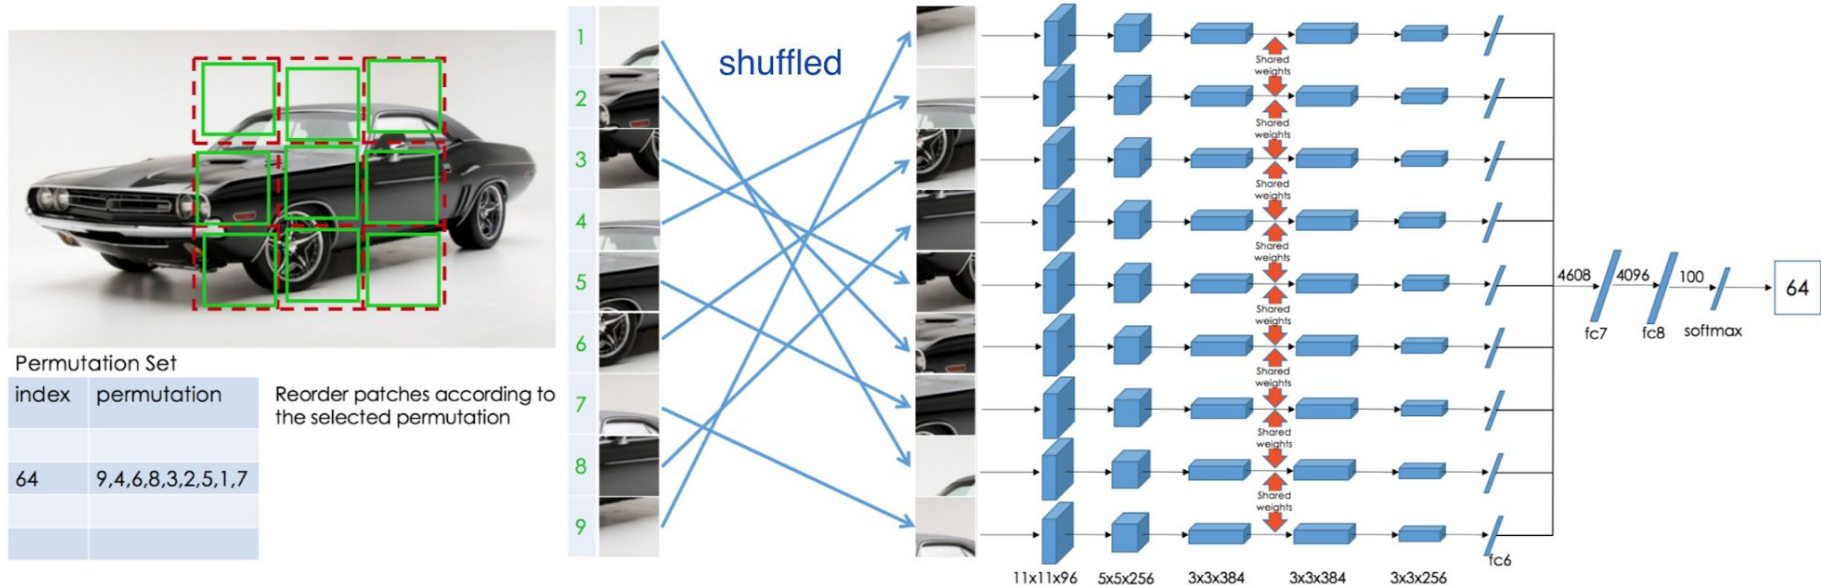 Permutation Set
index permutation
64 9,4,6,8,3,2,5,1,7
Reorder patches according to
the selected permutation
1
2
3
4
5
6
7
8
9
shuffled
Shared
weights
Shared
weights
Shared
weights
Shared
weights
Shared
weights
Shared
weights
Shared
weights
Shared
weights
11x11x96 5x5x256 3x3x384 3x3x384 3x3x256
fc6
4608 4096 100
fc7 fc8 softmax
64